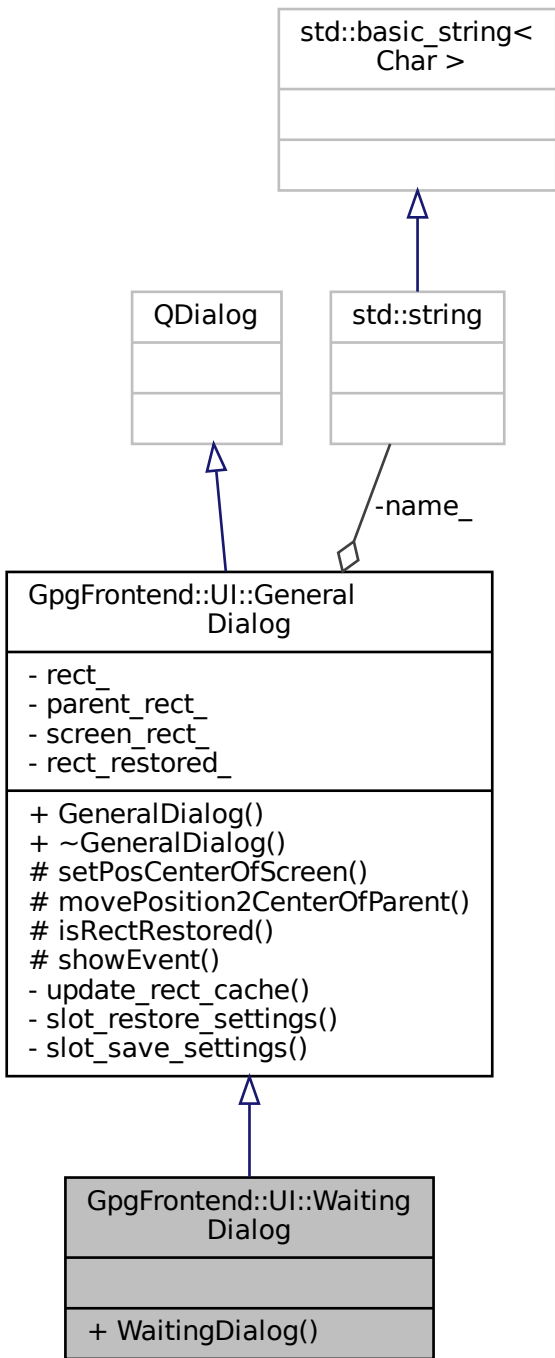 std::basic_string<
Char >
QDialog
std::string
-name_
GpgFrontend::UI::General
Dialog
- rect_
- parent_rect_
- screen_rect_
- rect_restored_
+ GeneralDialog()
+ ~GeneralDialog()
# setPosCenterOfScreen()
# movePosition2CenterOfParent()
# isRectRestored()
# showEvent()
- update_rect_cache()
- slot_restore_settings()
- slot_save_settings()
GpgFrontend::UI::Waiting
Dialog
+ WaitingDialog()